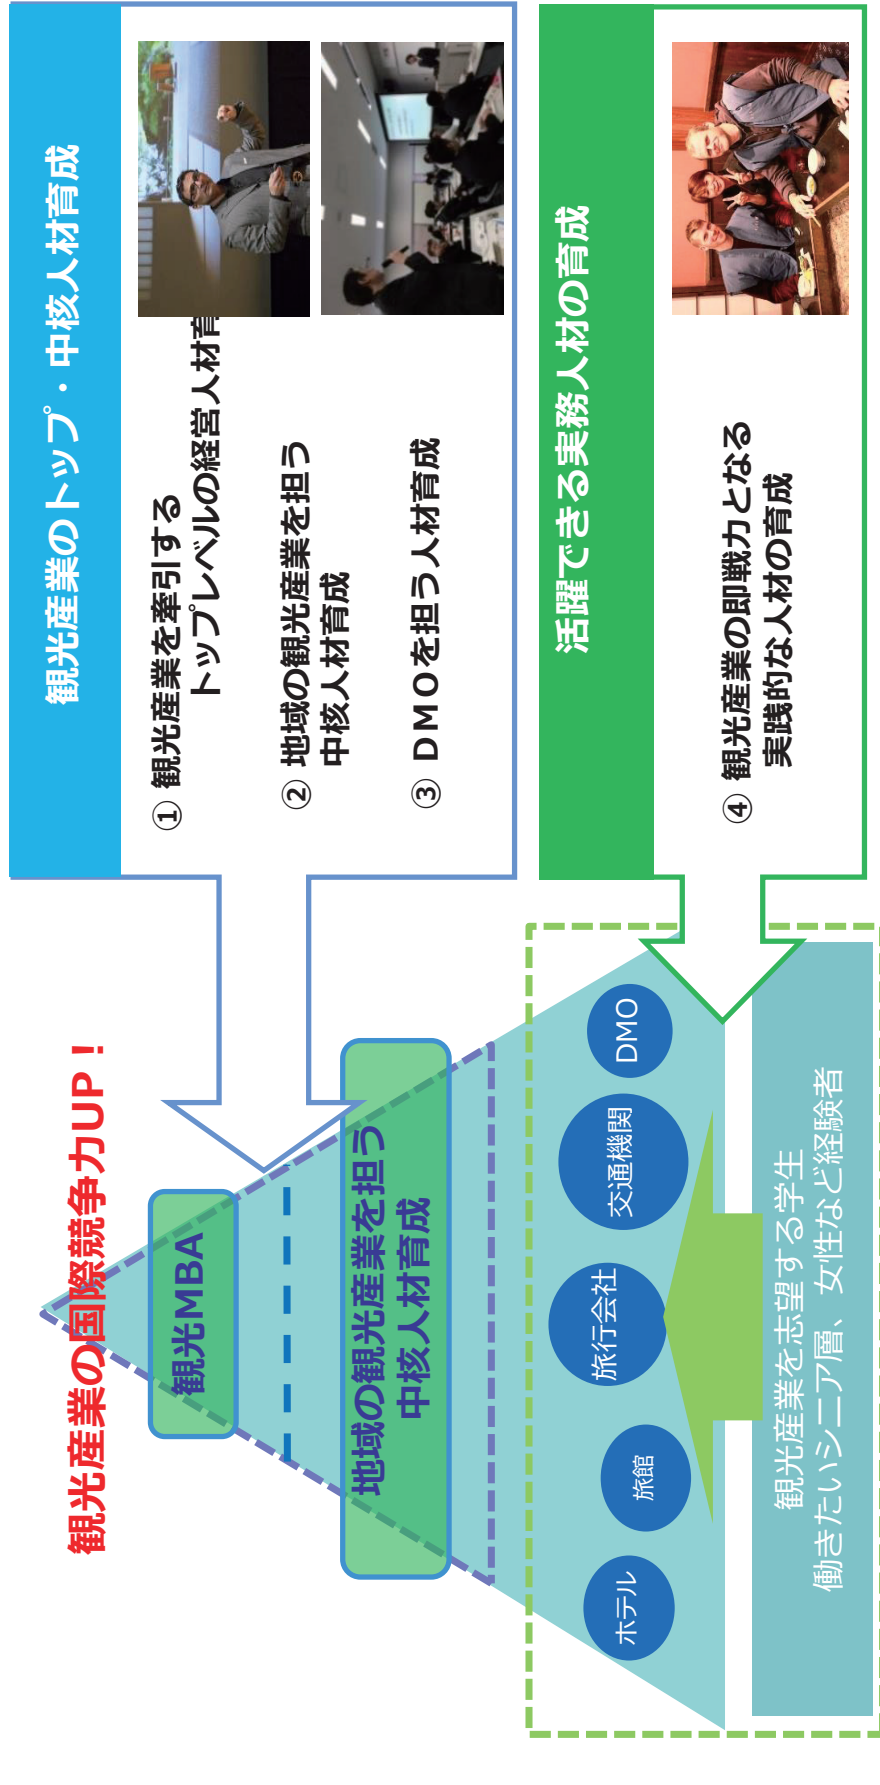 観光産業の国際競争力UP！
観光MBA
地域の観光産業を担う
中核人材育成
ホテル
旅館
旅行会社
交通機関
DMO
観光産業を志望する学生
働きたいシニア層、女性など経験者
観光産業のトップ・中核人材育成
① 観光産業を牽引する
トップレベルの経営人材育
② 地域の観光産業を担う
中核人材育成
③ ＤＭＯを担う人材育成
活躍できる実務人材の育成
④ 観光産業の即戦力となる
実践的な人材の育成